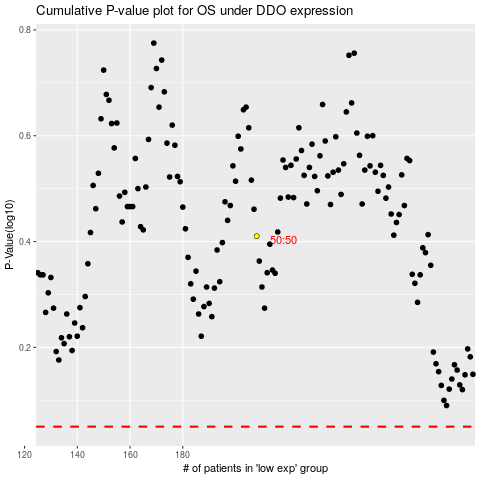 Cumulative P-value plot for OS under DDO expression
P-Value(log10)
0.8
0.6
0.4
0.2
50:50
120 140 160 180
# of patients in 'low exp' group